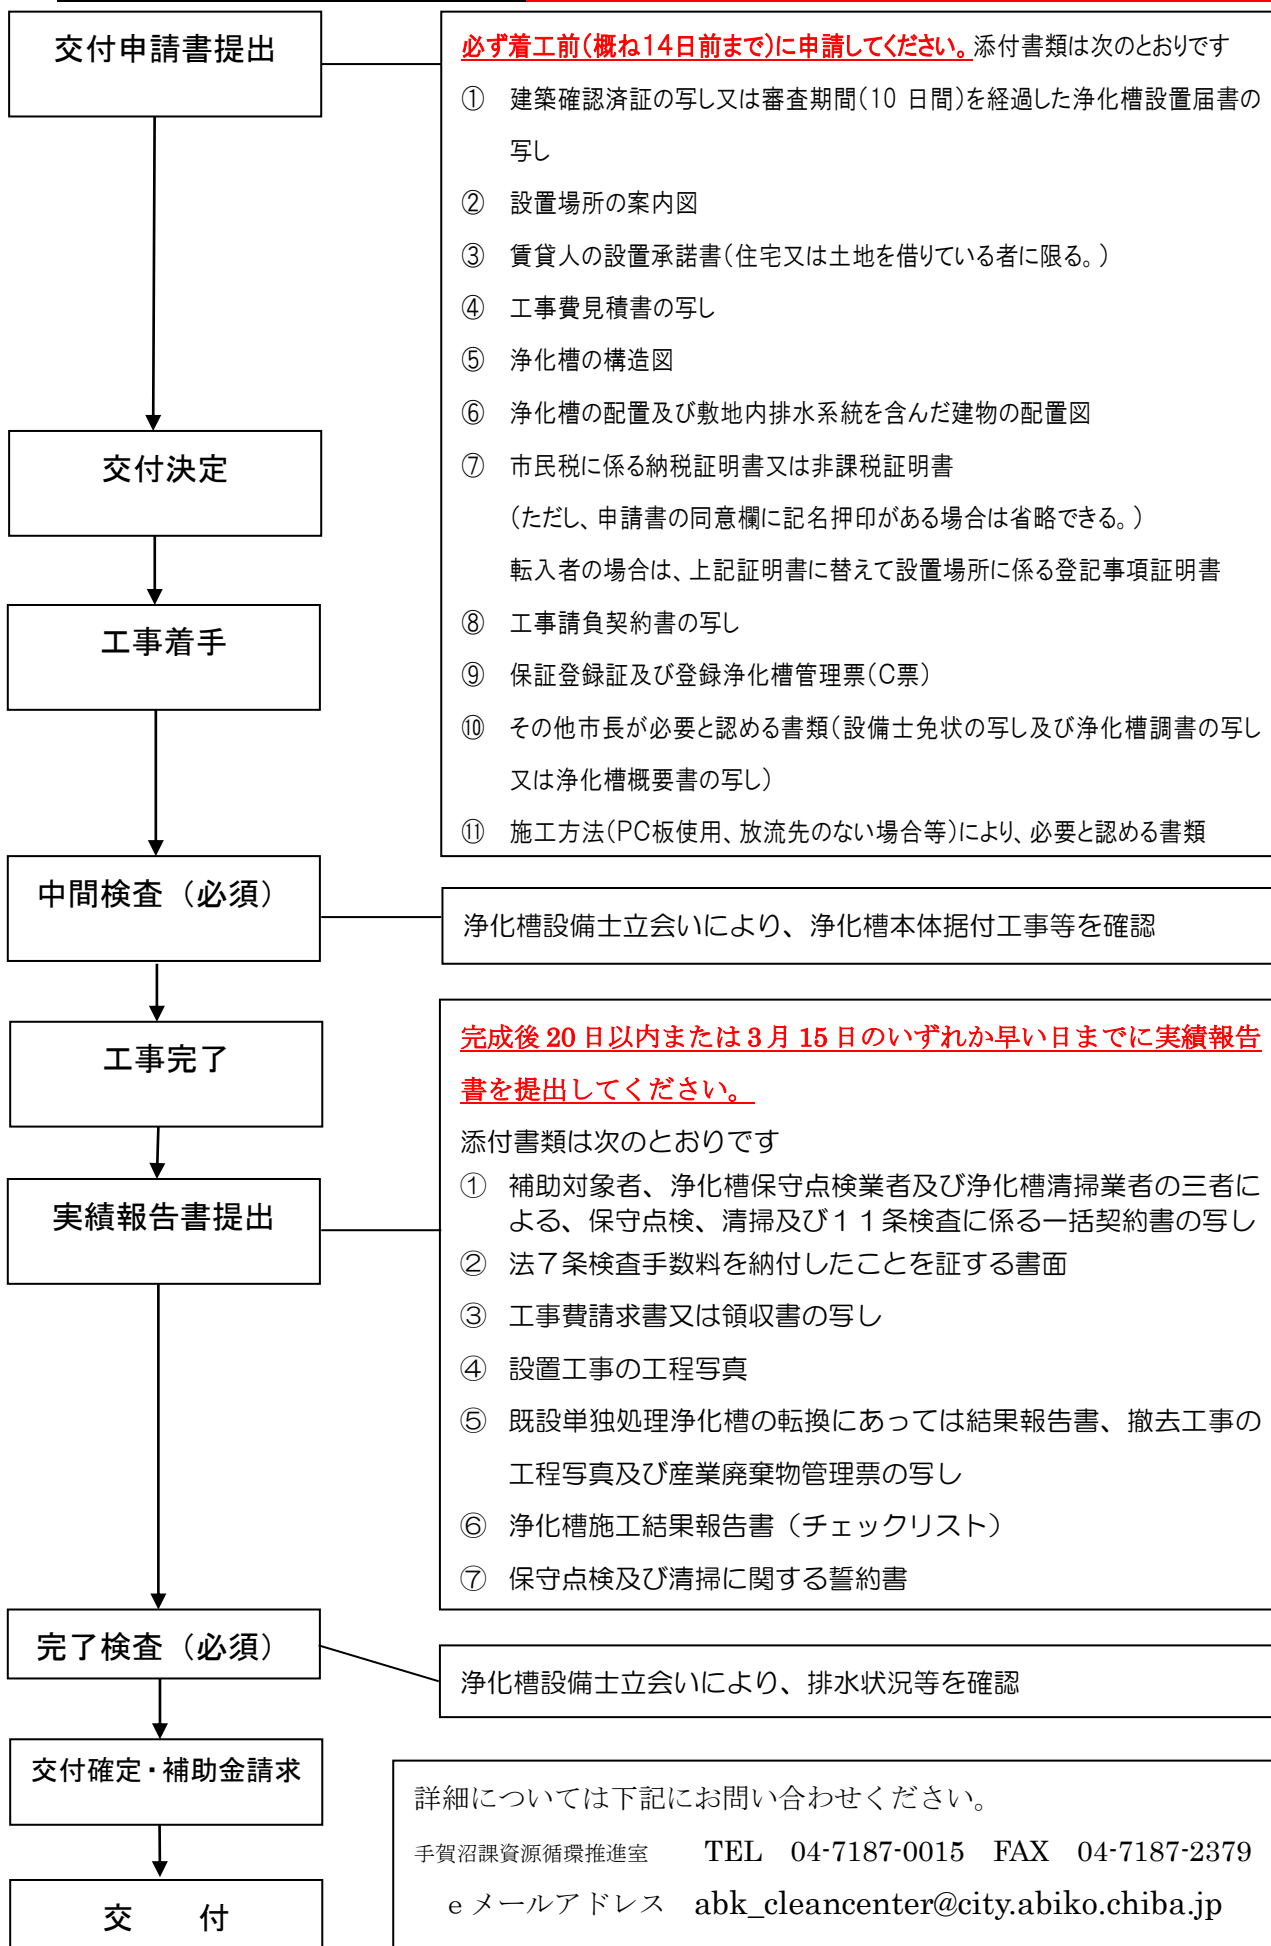 交付申請書提出
必ず着工前(概ね14日前まで)に申請してください。添付書類は次のとおりです
① 建築確認済証の写し又は審査期間(10 日間)を経過した浄化槽設置届書の
写し
② 設置場所の案内図
③ 賃貸人の設置承諾書(住宅又は土地を借りている者に限る。)
④ 工事費見積書の写し
⑤ 浄化槽の構造図
⑥ 浄化槽の配置及び敷地内排水系統を含んだ建物の配置図
⑦ 市民税に係る納税証明書又は非課税証明書
(ただし、申請書の同意欄に記名押印がある場合は省略できる。)
転入者の場合は、上記証明書に替えて設置場所に係る登記事項証明書
⑧ 工事請負契約書の写し
⑨ 保証登録証及び登録浄化槽管理票(C票)
⑩ その他市長が必要と認める書類(設備士免状の写し及び浄化槽調書の写し
又は浄化槽概要書の写し)
⑪ 施工方法(PC板使用、放流先のない場合等)により、必要と認める書類
交付決定
工事着手
中間検査（必須）
浄化槽設備士立会いにより、浄化槽本体据付工事等を確認
工事完了
完成後 20 日以内または 3 月 15 日のいずれか早い日までに実績報告
書を提出してください。
添付書類は次のとおりです
① 補助対象者、浄化槽保守点検業者及び浄化槽清掃業者の三者に
よる、保守点検、清掃及び１１条検査に係る一括契約書の写し
② 法７条検査手数料を納付したことを証する書面
③ 工事費請求書又は領収書の写し
④ 設置工事の工程写真
⑤ 既設単独処理浄化槽の転換にあっては結果報告書、撤去工事の
工程写真及び産業廃棄物管理票の写し
⑥ 浄化槽施工結果報告書（チェックリスト）
⑦ 保守点検及び清掃に関する誓約書
実績報告書提出
完了検査（必須）
浄化槽設備士立会いにより、排水状況等を確認
交付確定・補助金請求
交　　付
詳細については下記にお問い合わせください。
手賀沼課資源循環推進室 TEL 04-7187-0015 FAX 04-7187-2379
e メールアドレス abk_cleancenter@city.abiko.chiba.jp